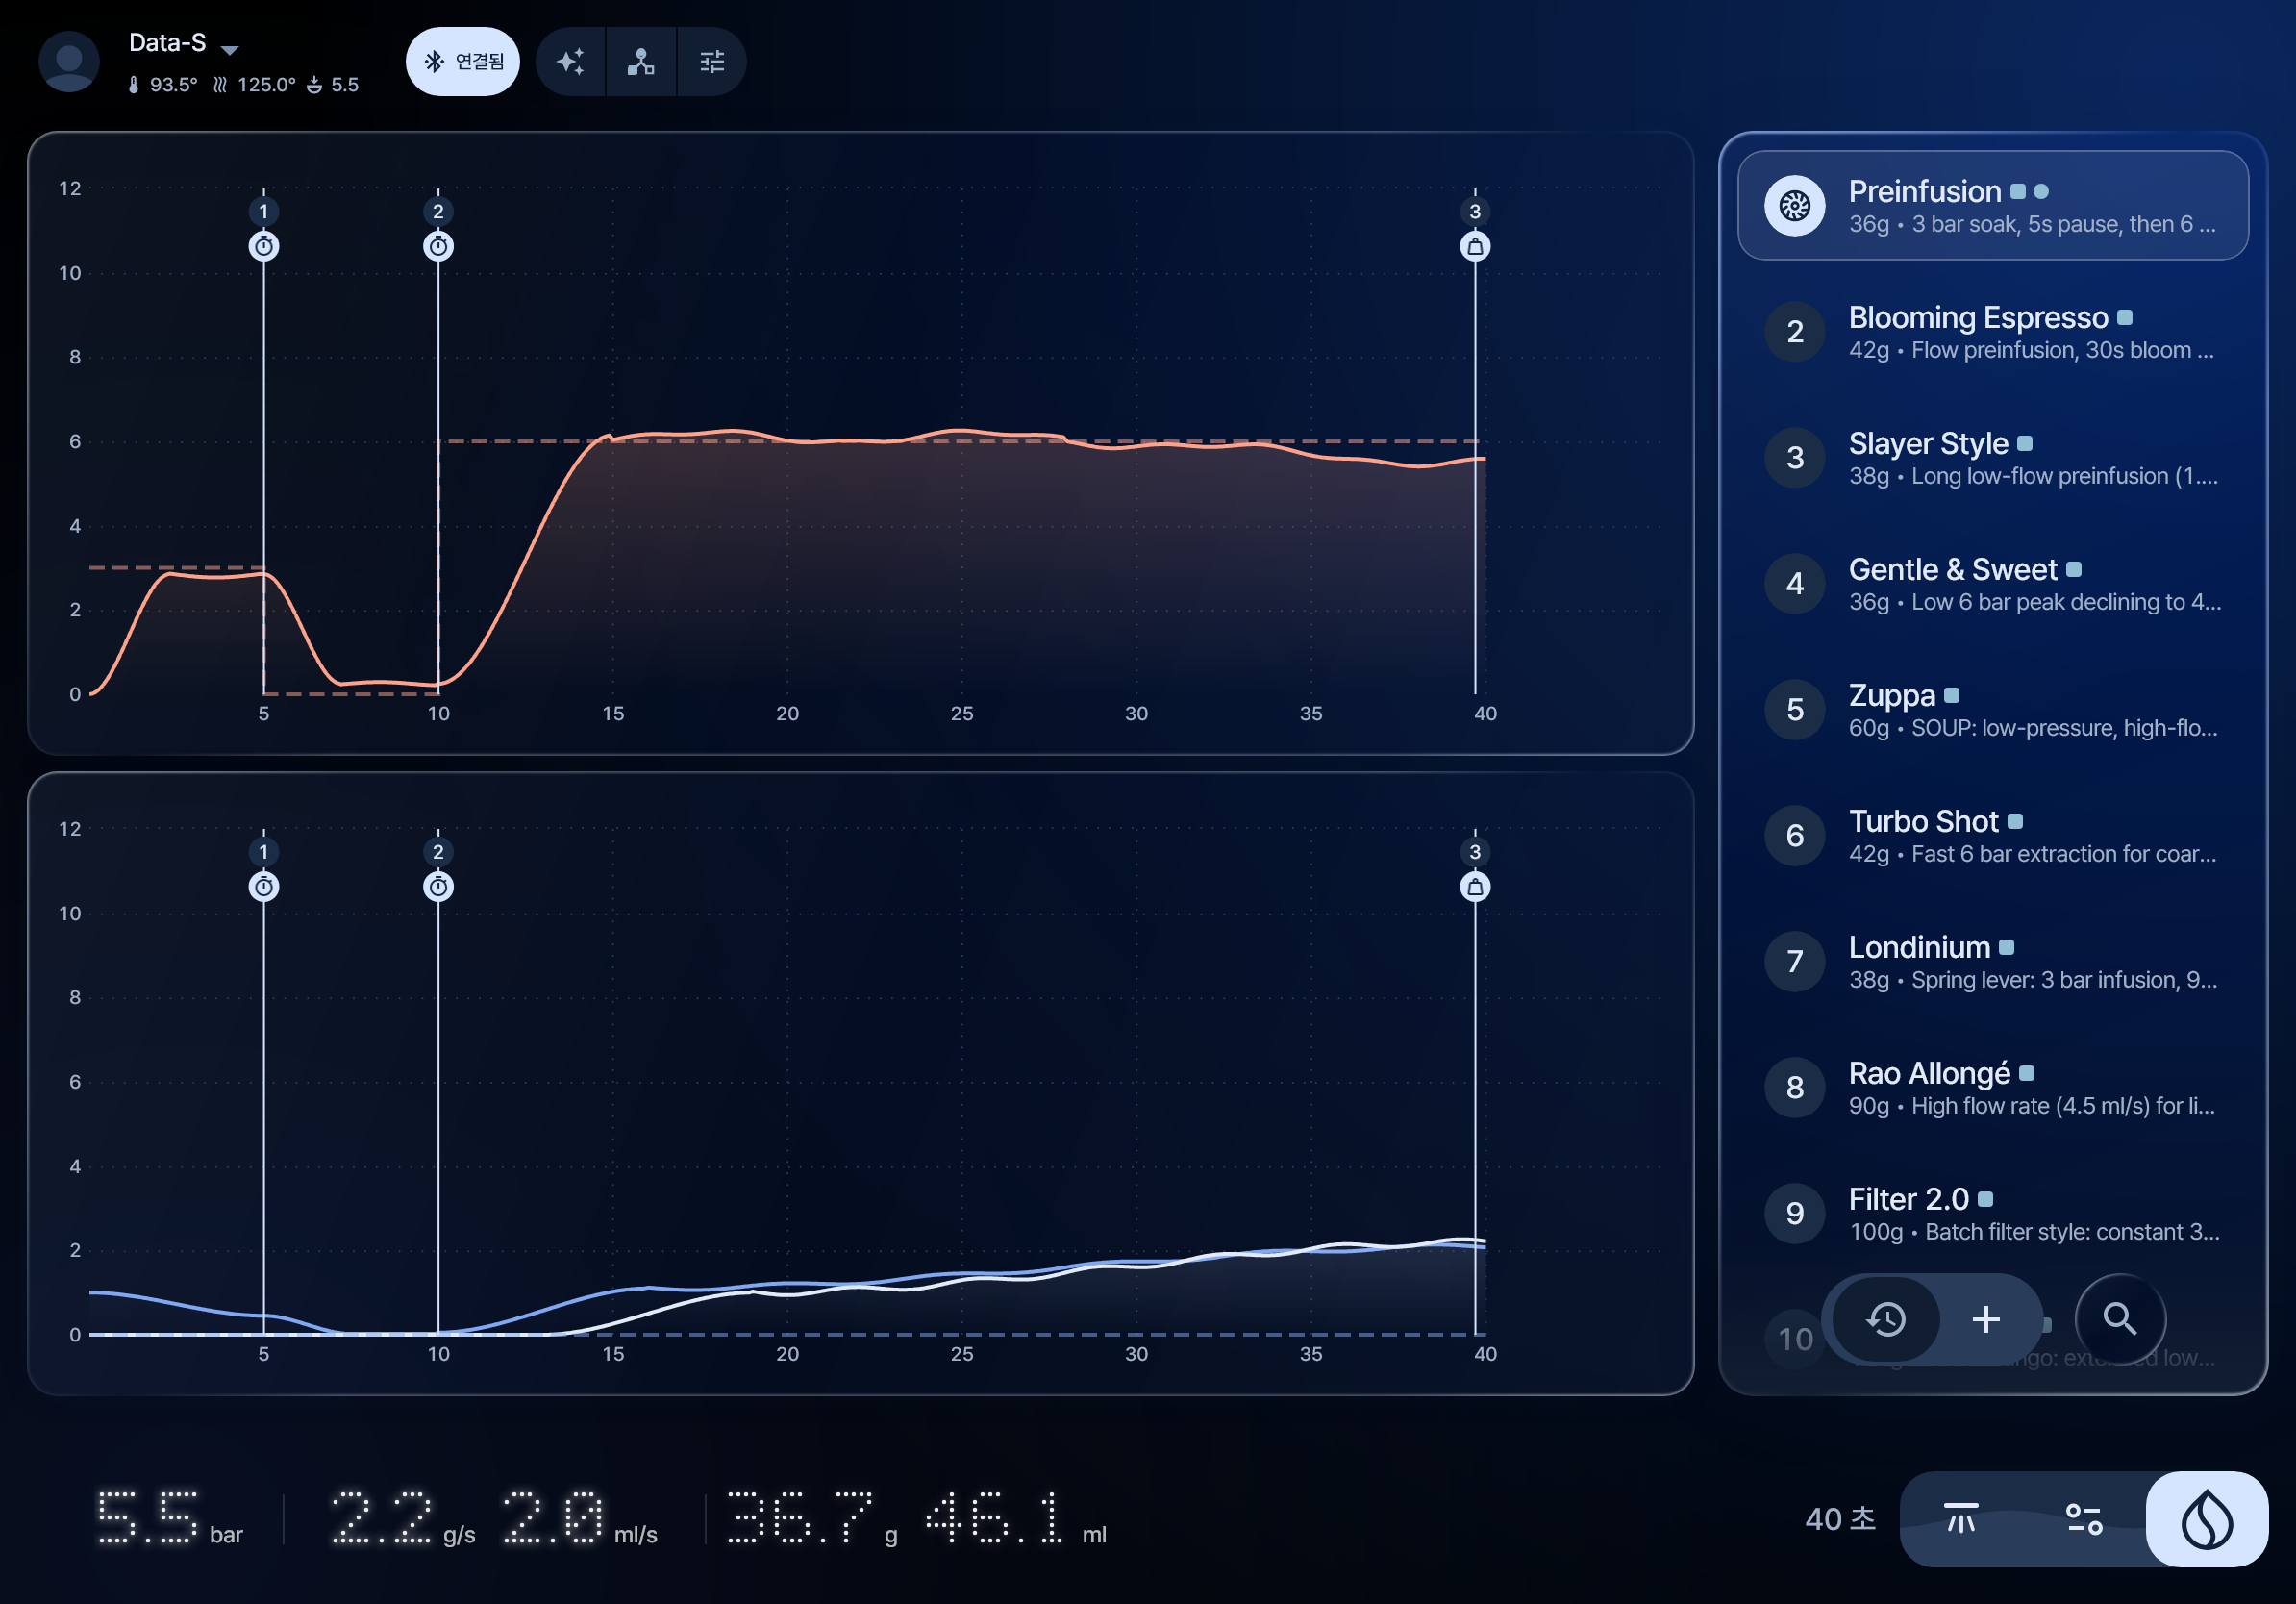 Data-S
93.5° 125.0° 5.5
연결됨
12
10
8
6
4
2
0
1
2
3
5
10
15
20
25
30
35
40
12
10
8
6
4
2
0
1
2
3
5
10
15
20
25
30
35
40
Preinfusion
36g • 3 bar soak, 5s pause, then 6 ...
2
Blooming Espresso
42g • Flow preinfusion, 30s bloom ...
3
Slayer Style
38g • Long low-flow preinfusion (1....
4
Gentle & Sweet
36g • Low 6 bar peak declining to 4...
5
Zuppa
60g • SOUP: low-pressure, high-flo...
6
Turbo Shot
42g • Fast 6 bar extraction for coar...
7
Londinium
38g • Spring lever: 3 bar infusion, 9...
8
Rao Allongé
90g • High flow rate (4.5 ml/s) for li...
9
Filter 2.0
100g • Batch filter style: constant 3...
10
low...
5.5 bar
2.2 g/s 2.0 ml/s
36.7 g 46.1 ml
40 초